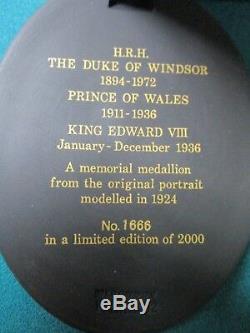 H.R.H.
THE DUKE OF WINDSOR
1894-1972
PRINCE OF WALES
1911-1936
KING EDWARD VIII
January-December 1936
A memorial medallion
from the original portrait
modelled in 1924
No. 1666
in a limited edition of 2000